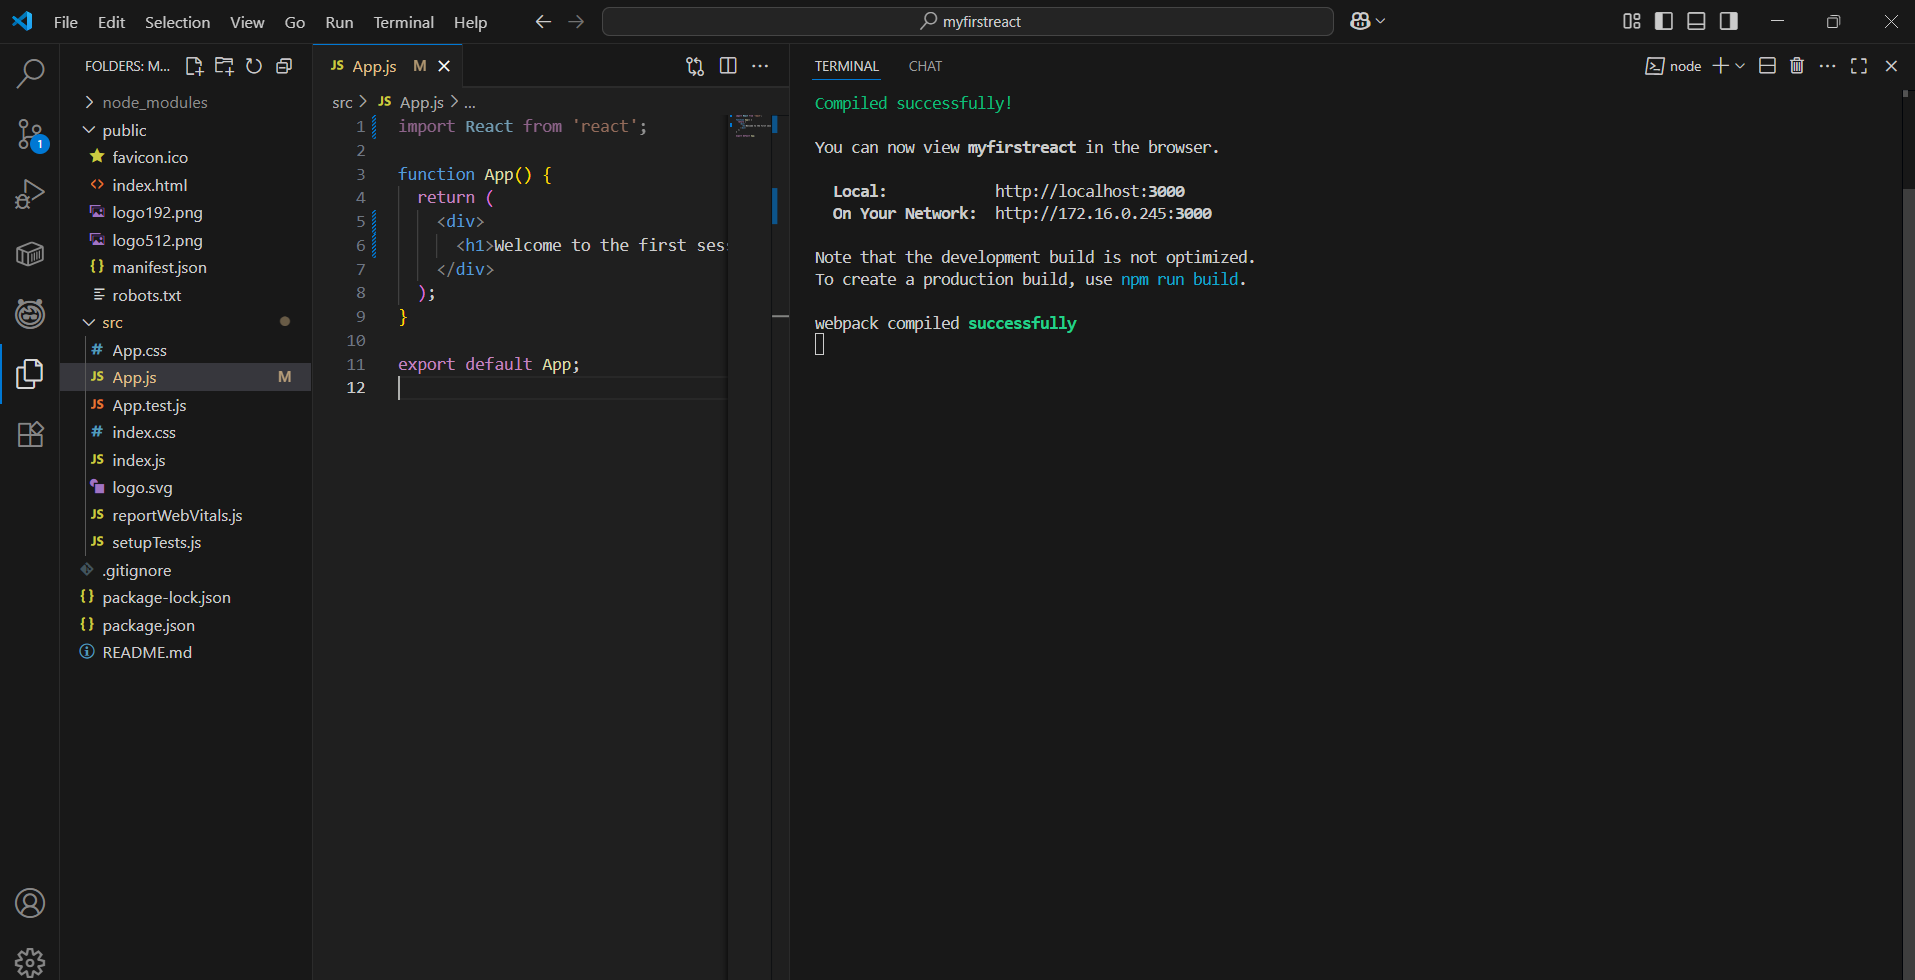 File Edit Selection View Go Run Terminal Help
myfirstreact
FOLDERS: M...
node_modules
public
favicon.ico
index.html
logo192.png
logo512.png
manifest.json
robots.txt
src
App.css
App.js M
App.test.js
index.css
index.js
logo.svg
reportWebVitals.js
setupTests.js
.gitignore
package-lock.json
package.json
README.md
1
JS App.js M
src > JS App.js > ...
1 import React from 'react';
2
3 function App() {
4 return (
5 <div>
6 <h1>Welcome to the first ses
7 </div>
8 );
9 }
10
11 export default App;
12
TERMINAL CHAT
node
Compiled successfully!
You can now view myfirstreact in the browser.
Local: http://localhost:3000
On Your Network: http://172.16.0.245:3000
Note that the development build is not optimized.
To create a production build, use npm run build.
webpack compiled successfully